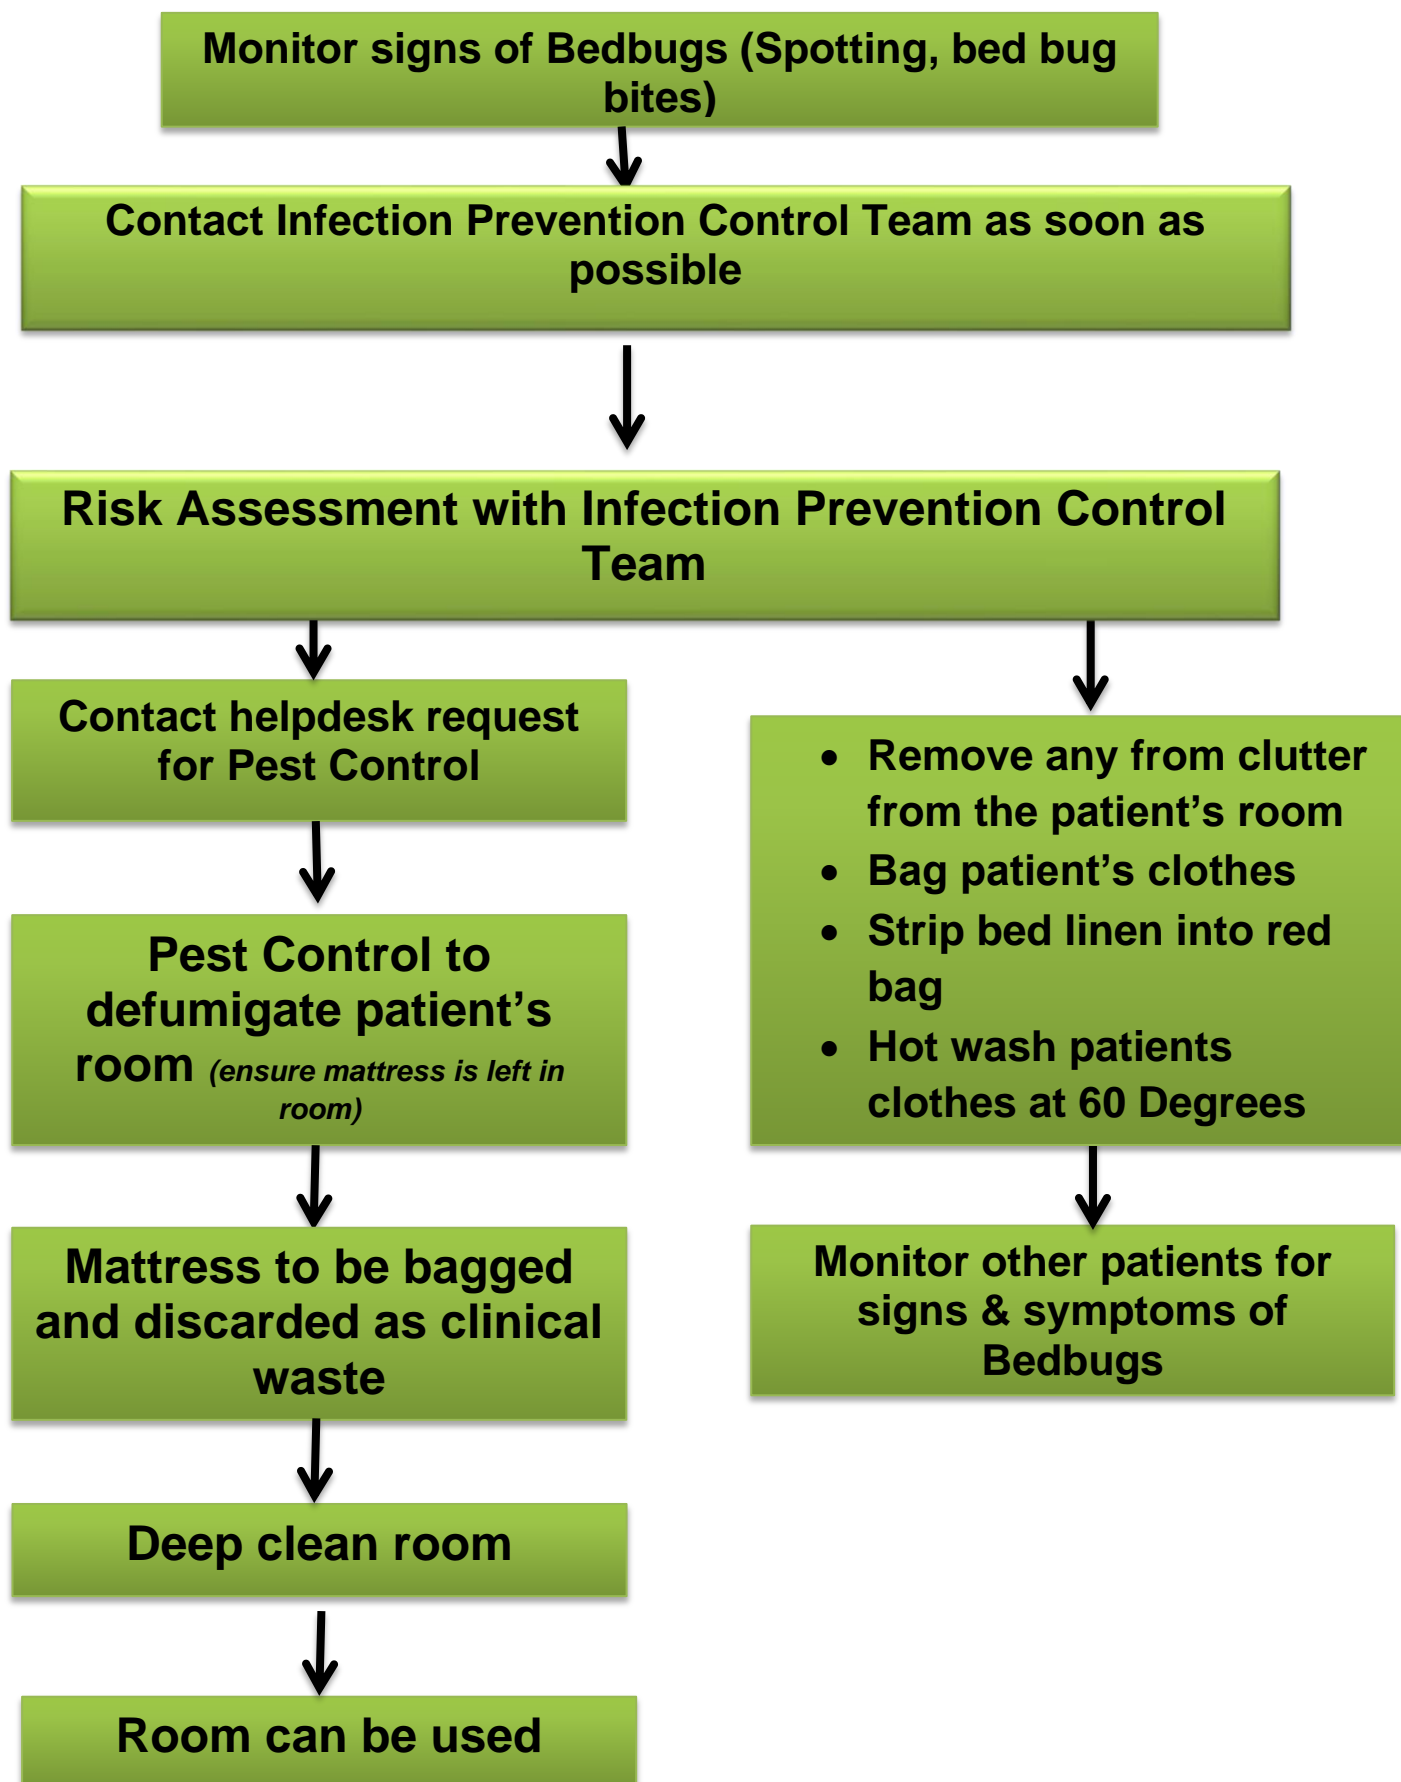 Monitor signs of Bedbugs (Spotting, bed bug
bites)
Contact Infection Prevention Control Team as soon as
possible
Risk Assessment with Infection Prevention Control
Team
Contact helpdesk request
for Pest Control
Pest Control to
defumigate patient’s
room (ensure mattress is left in
room)
Mattress to be bagged
and discarded as clinical
waste
Deep clean room
Room can be used
• Remove any from clutter
from the patient’s room
• Bag patient’s clothes
• Strip bed linen into red
bag
• Hot wash patients
clothes at 60 Degrees
Monitor other patients for
signs & symptoms of
Bedbugs